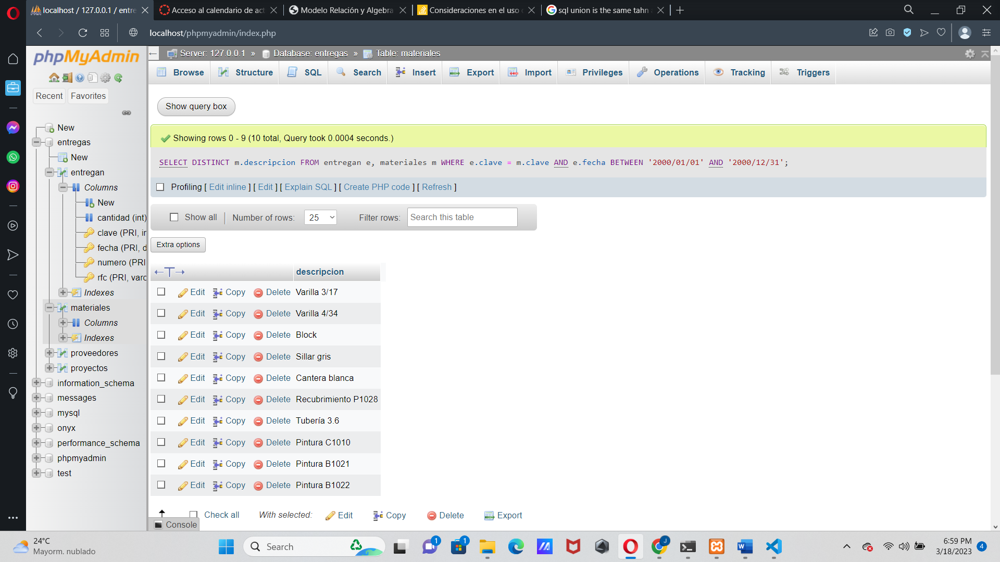 localhost / 127.0.0.1 / entre
Acceso al calendario de act
Modelo Relación y Algebra
Consideraciones en el uso d
sql union is the same tahn
localhost/phpmyadmin/index.php
phpMyAdmin
Recent
Favorites
New
entregas
New
entregan
Columns
New
cantidad (int)
clave (PRI, in
fecha (PRI, d
numero (PRI
rfc (PRI, varc
Indexes
materiales
Columns
Indexes
proveedores
proyectos
information_schema
messages
mysql
onyx
performance_schema
phpmyadmin
test
Server: 127.0.0.1 » Database: entregas » Table: materiales
Browse Structure SQL Search Insert Export Import Privileges Operations Tracking Triggers
Show query box
Showing rows 0 - 9 (10 total, Query took 0.0004 seconds.)
SELECT DISTINCT m.descripcion FROM entregan e, materiales m WHERE e.clave = m.clave AND e.fecha BETWEEN '2000/01/01' AND '2000/12/31';
Profiling [ Edit inline ] [ Edit ] [ Explain SQL ] [ Create PHP code ] [ Refresh ]
Show all Number of rows: 25 Filter rows: Search this table
Extra options
←T→ descripcion
Edit Copy Delete Varilla 3/17
Edit Copy Delete Varilla 4/34
Edit Copy Delete Block
Edit Copy Delete Sillar gris
Edit Copy Delete Cantera blanca
Edit Copy Delete Recubrimiento P1028
Edit Copy Delete Tubería 3.6
Edit Copy Delete Pintura C1010
Edit Copy Delete Pintura B1021
Edit Copy Delete Pintura B1022
Check all With selected: Edit Copy Delete Export
Console
24°C
Mayorm. nublado
Search
1
1
J
6:59 PM
3/18/2023
4